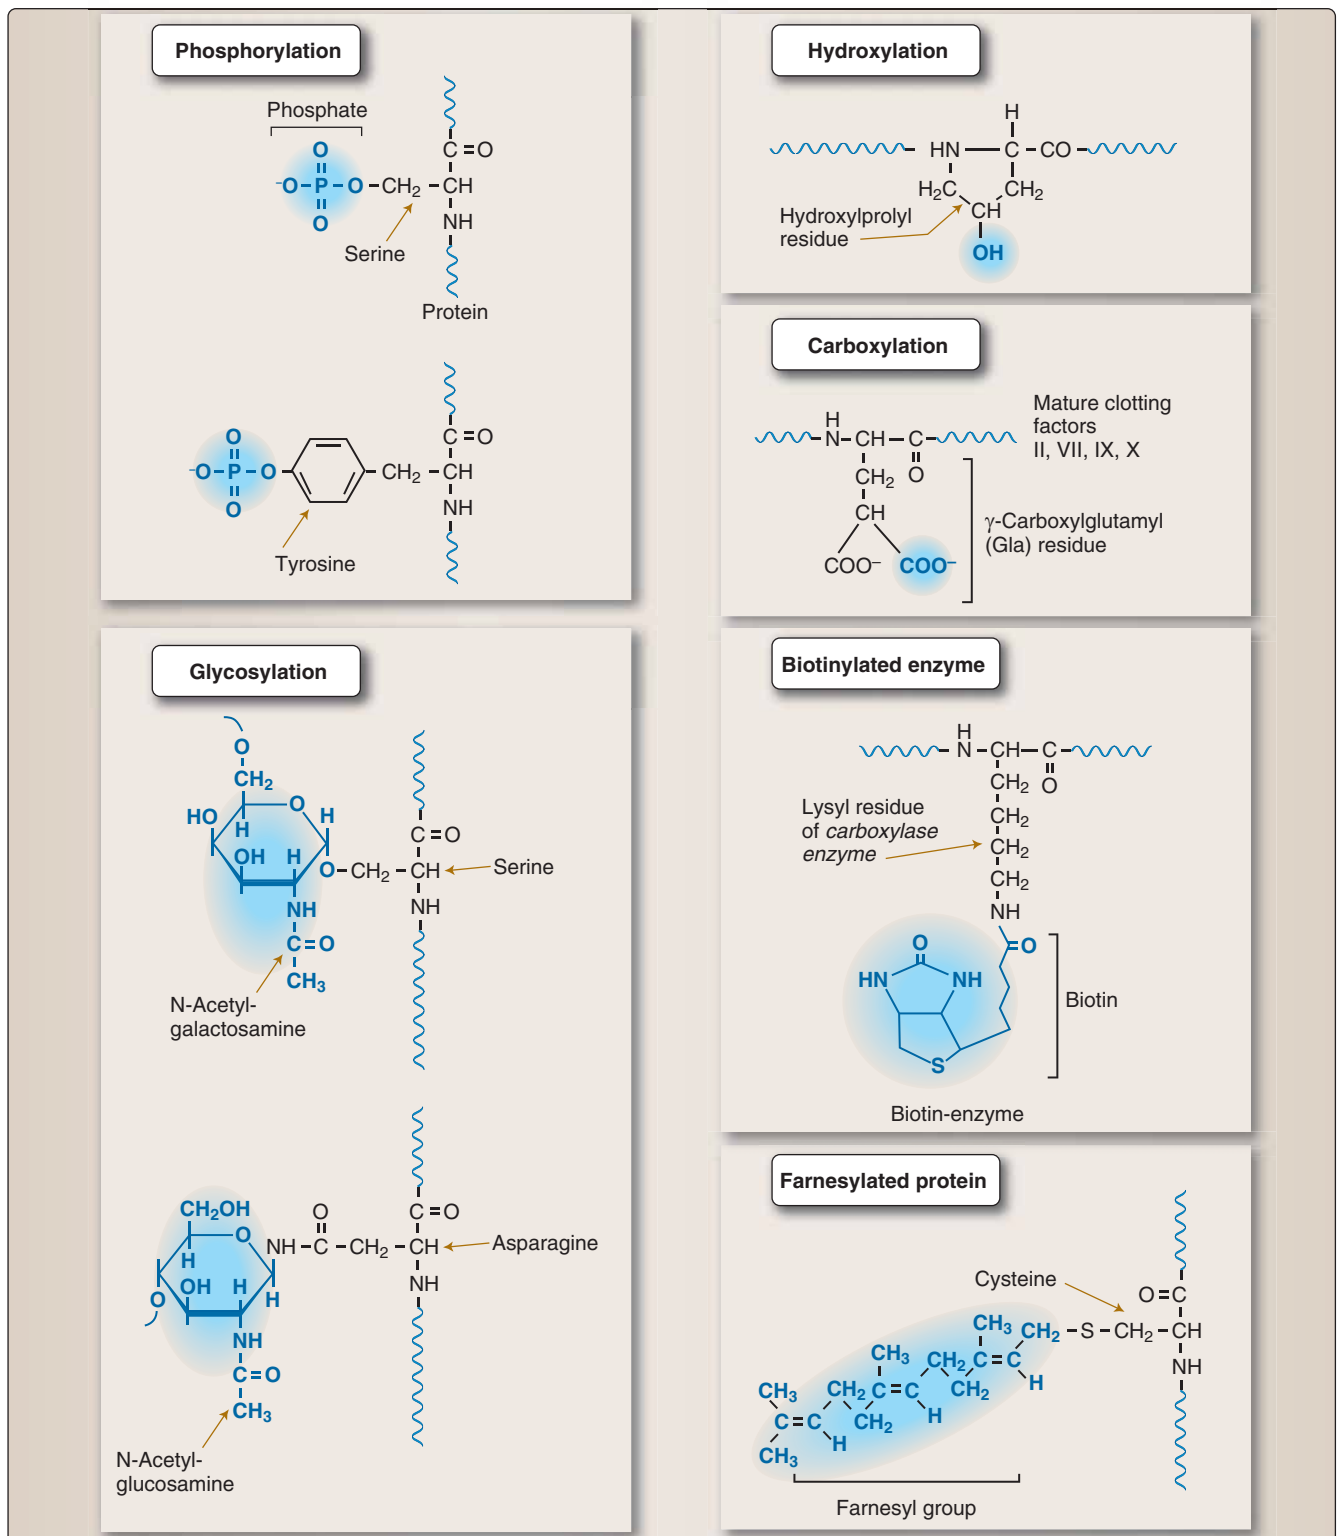 Phosphorylation
Phosphate
O
⁻O–P–O–CH₂–CH
O
C=O
NH
Serine
Protein
O
⁻O–P–O
O
CH₂–CH
C=O
NH
Tyrosine
Glycosylation
O
CH₂
HO
O
H
H
OH
H
O–CH₂–CH
C=O
NH
Serine
NH
C=O
CH₃
N-Acetyl-
galactosamine
CH₂OH
O
H
OH
H
H
O
NH–C–CH₂–CH
O
C=O
NH
Asparagine
NH
C=O
CH₃
N-Acetyl-
glucosamine
Hydroxylation
H
HN–C–CO
H₂C
CH₂
CH
OH
Hydroxylprolyl
residue
Carboxylation
H
N–CH–C
O
CH₂
CH
COO⁻
COO⁻
Mature clotting
factors
II, VII, IX, X
γ-Carboxylglutamyl
(Gla) residue
Biotinylated enzyme
H
N–CH–C
O
CH₂
CH₂
CH₂
CH₂
NH
Lysyl residue
of carboxylase
enzyme
C=O
O
HN
NH
S
Biotin
Biotin-enzyme
Farnesylated protein
Cysteine
O=C
CH₃
CH₂–S–CH₂–CH
NH
CH₃
CH₂
C=C
H
CH₃
CH₂
C=C
CH₂
H
C=C
CH₂
H
CH₃
Farnesyl group